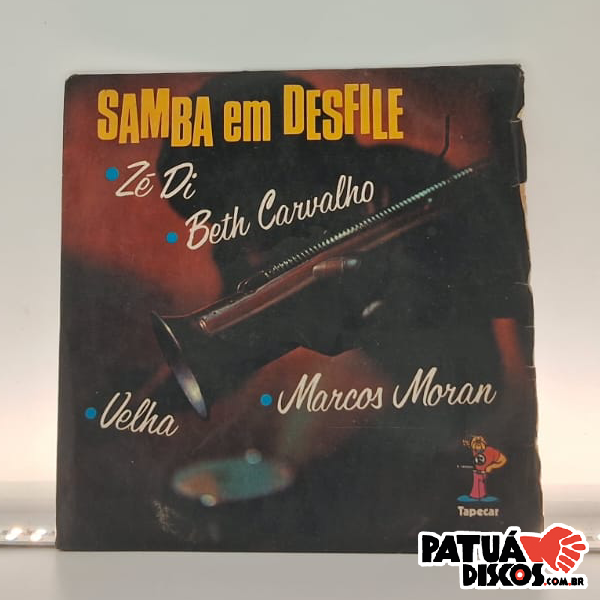 SAMBA em DESFILE
Zé Di
Beth Carvalho
Velha
Marcos Moran
Tapecar
PATUÁ
DISCOS.COM.BR